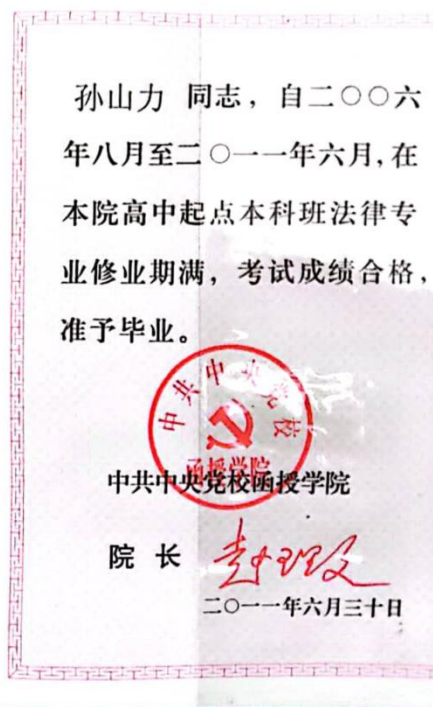 孙山力 同志，自二〇〇六
年八月至二〇一一年六月,在
本院高中起点本科班法律专
业修业期满，考试成绩合格，
准予毕业。
中共中央党校
函授学院
中共中央党校函授学院
院 长
二〇一一年六月三十日